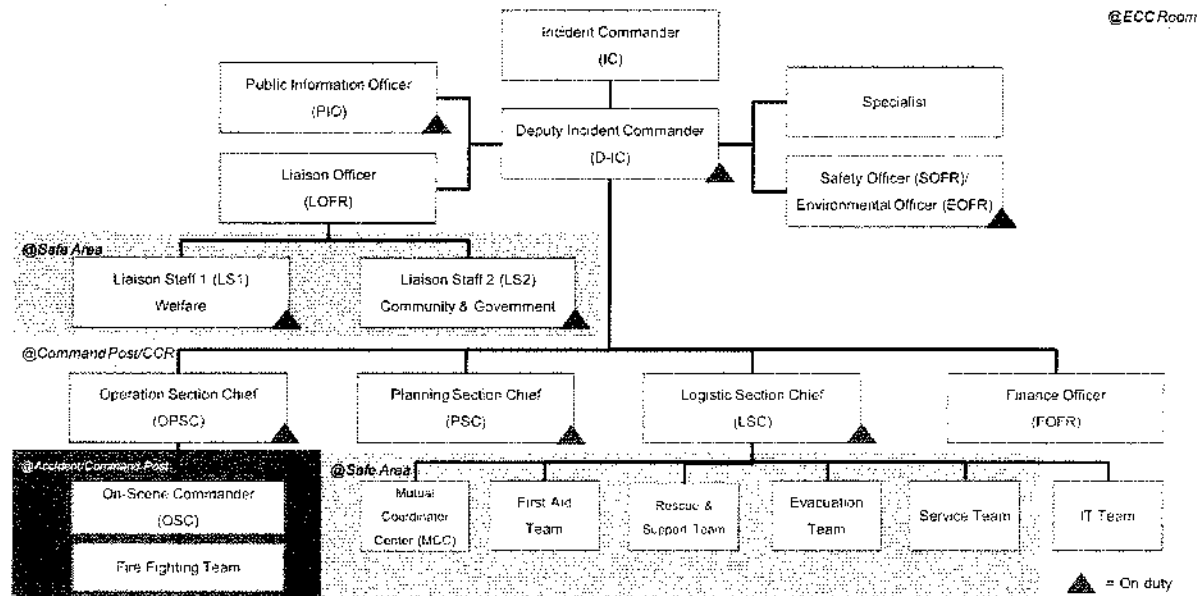 @ECC Room
Incident Commander
(IC)
Public Information Officer
(PIO)
Deputy Incident Commander
(D-IC)
Specialist
Liaison Officer
(LOFR)
Safety Officer (SOFR)/
Environmental Officer (EOFR)
@Safe Area
Liaison Staff 1 (LS1)
Welfare
Liaison Staff 2 (LS2)
Community & Government
@Command Post/CCR
Operation Section Chief
(OPSC)
Planning Section Chief
(PSC)
Logistic Section Chief
(LSC)
Finance Officer
(FOFR)
@Accident Command Post
On-Scene Commander
(OSC)
Fire Fighting Team
@Safe Area
Mutual
Coordinator
Center (MCC)
First Aid
Team
Rescue &
Support Team
Evacuation
Team
Service Team
IT Team
= On duty